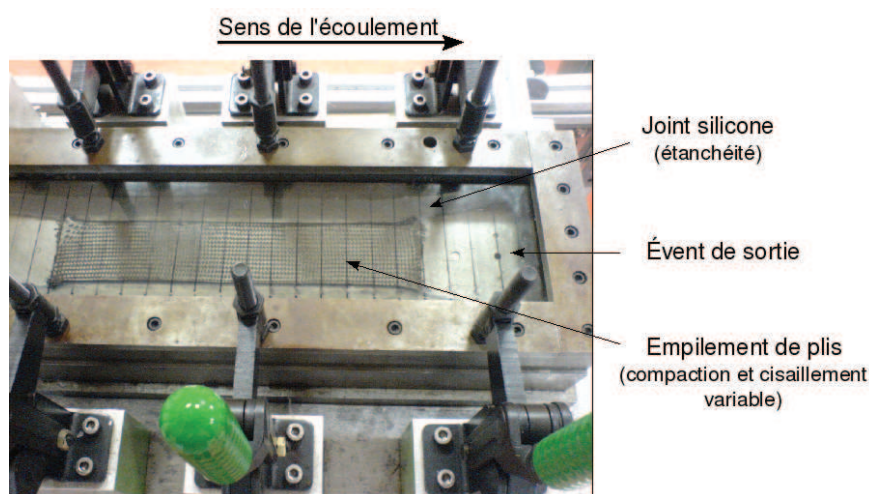 Sens de l'écoulement
Joint silicone
(étanchéité)
Évent de sortie
Empilement de plis
(compaction et cisaillement
variable)